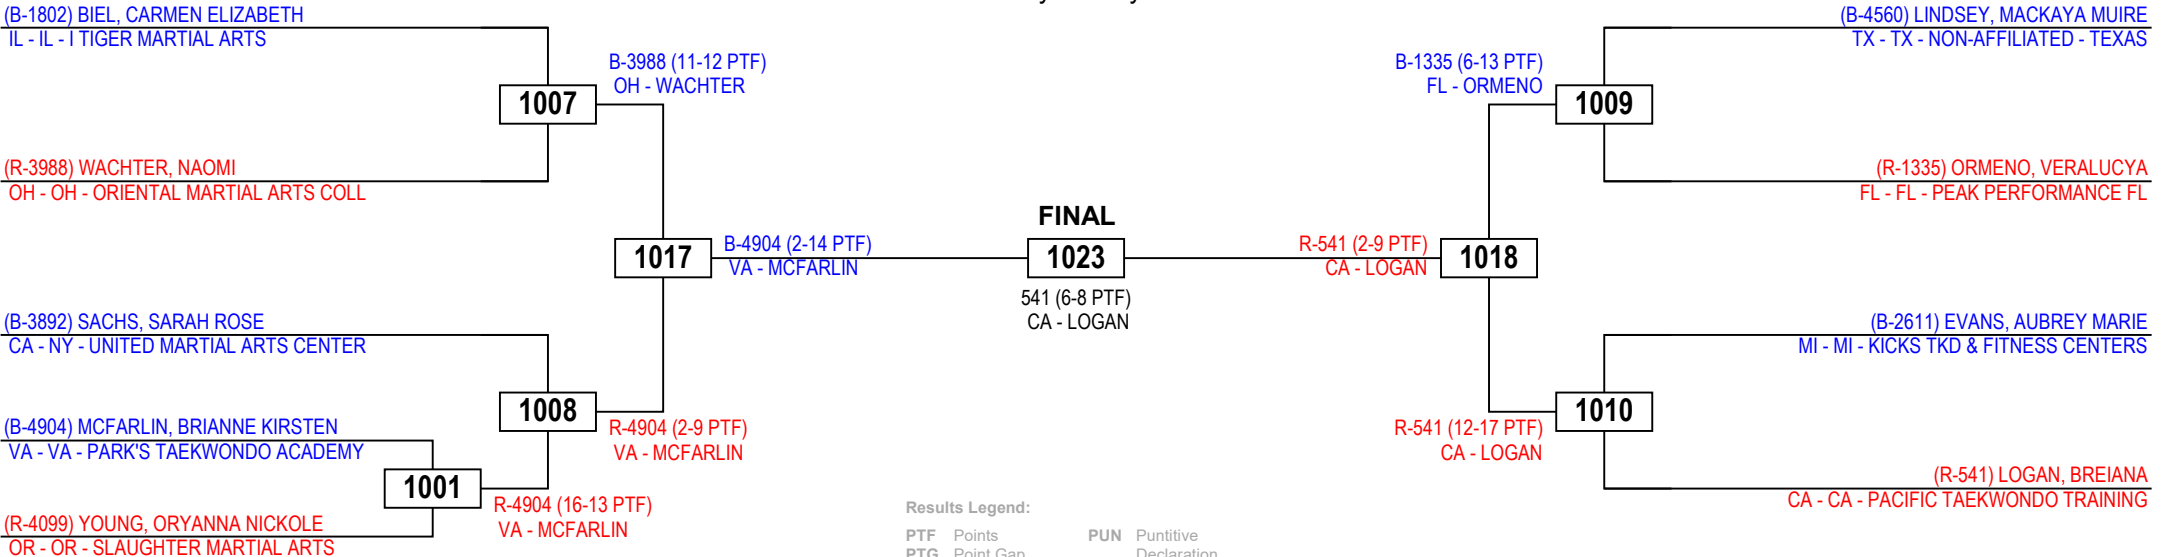 (B-1802) BIEL, CARMEN ELIZABETH
IL - IL - I TIGER MARTIAL ARTS
B-3988 (11-12 PTF)
OH - WACHTER
1007
(R-3988) WACHTER, NAOMI
OH - OH - ORIENTAL MARTIAL ARTS COLL
1017
B-4904 (2-14 PTF)
VA - MCFARLIN
(B-3892) SACHS, SARAH ROSE
CA - NY - UNITED MARTIAL ARTS CENTER
1008
(B-4904) MCFARLIN, BRIANNE KIRSTEN
VA - VA - PARK'S TAEKWONDO ACADEMY
R-4904 (2-9 PTF)
VA - MCFARLIN
1001
R-4904 (16-13 PTF)
VA - MCFARLIN
(R-4099) YOUNG, ORYANNA NICKOLE
OR - OR - SLAUGHTER MARTIAL ARTS
FINAL
1023
541 (6-8 PTF)
CA - LOGAN
(B-4560) LINDSEY, MACKAYA MUIRE
TX - TX - NON-AFFILIATED - TEXAS
B-1335 (6-13 PTF)
FL - ORMENO
1009
(R-1335) ORMENO, VERALUCYA
FL - FL - PEAK PERFORMANCE FL
R-541 (2-9 PTF)
CA - LOGAN
1018
(B-2611) EVANS, AUBREY MARIE
MI - MI - KICKS TKD & FITNESS CENTERS
1010
R-541 (12-17 PTF)
CA - LOGAN
(R-541) LOGAN, BREIANA
CA - CA - PACIFIC TAEKWONDO TRAINING
Results Legend:
PTF Points PUN Puntitive
PTG Point Gap Declaration